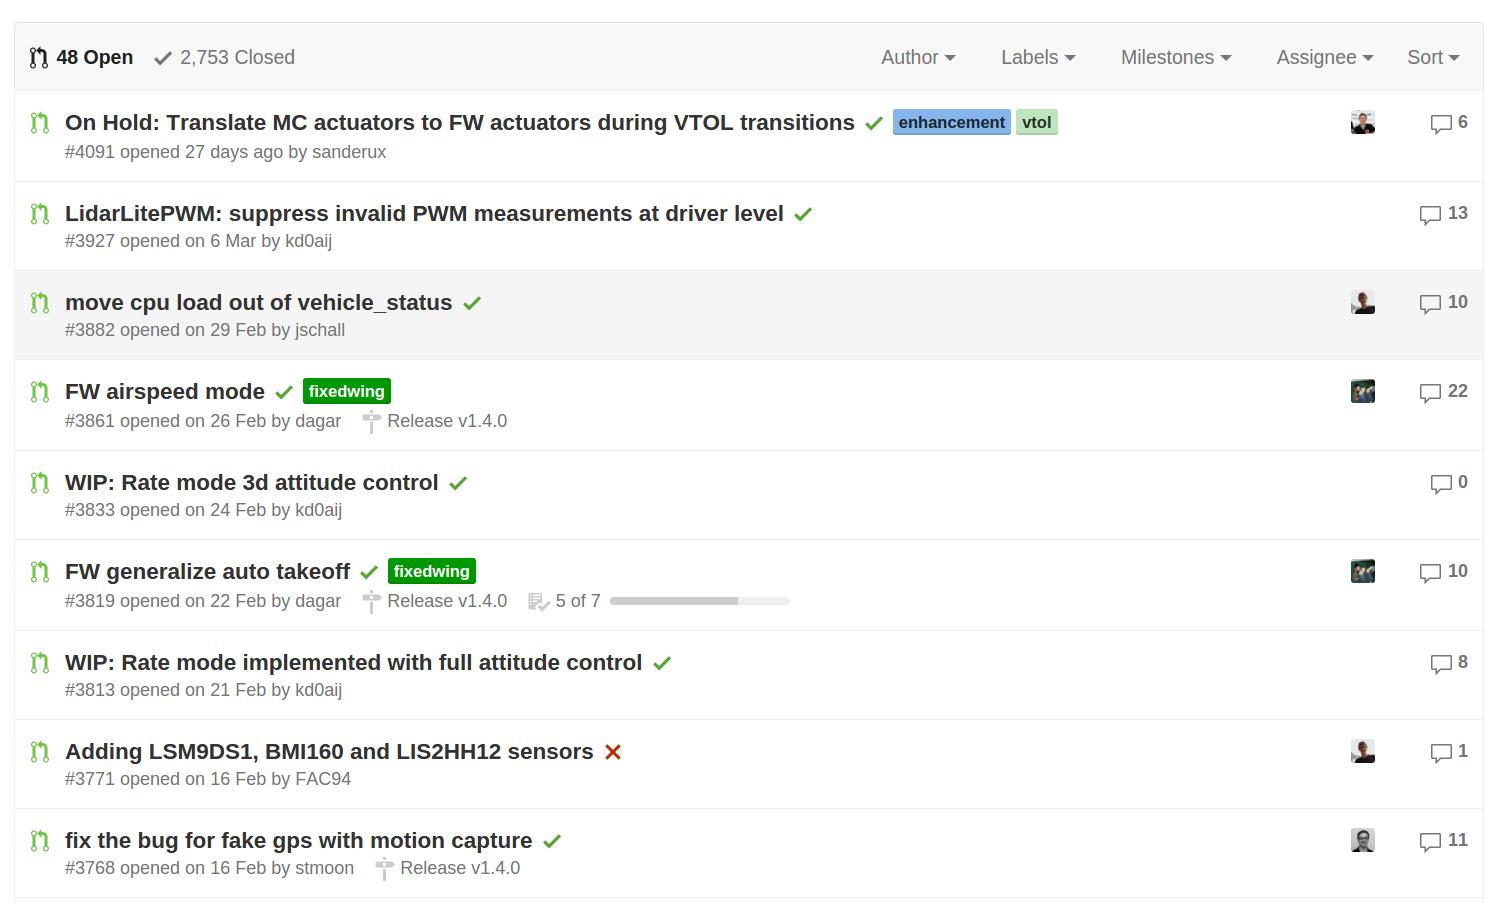 48 Open 2,753 Closed Author Labels Milestones Assignee Sort
On Hold: Translate MC actuators to FW actuators during VTOL transitions enhancement vtol 6
#4091 opened 27 days ago by sanderux
LidarLitePWM: suppress invalid PWM measurements at driver level 13
#3927 opened on 6 Mar by kd0aij
move cpu load out of vehicle_status 10
#3882 opened on 29 Feb by jschall
FW airspeed mode fixedwing 22
#3861 opened on 26 Feb by dagar Release v1.4.0
WIP: Rate mode 3d attitude control 0
#3833 opened on 24 Feb by kd0aij
FW generalize auto takeoff fixedwing 10
#3819 opened on 22 Feb by dagar Release v1.4.0 5 of 7
WIP: Rate mode implemented with full attitude control 8
#3813 opened on 21 Feb by kd0aij
Adding LSM9DS1, BMI160 and LIS2HH12 sensors 1
#3771 opened on 16 Feb by FAC94
fix the bug for fake gps with motion capture 11
#3768 opened on 16 Feb by stmoon Release v1.4.0